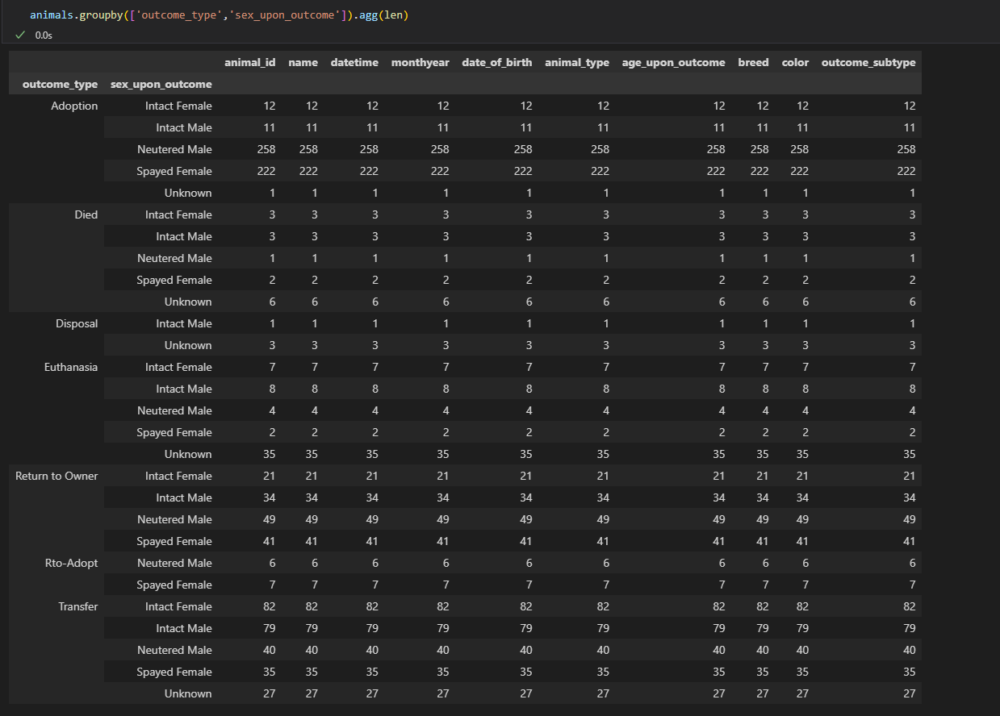 animals.groupby(['outcome_type','sex_upon_outcome']).agg(len)
0.0s
animal_id name datetime monthyear date_of_birth animal_type age_upon_outcome breed color outcome_subtype
outcome_type sex_upon_outcome
Adoption Intact Female 12 12 12 12 12 12 12 12 12 12
Intact Male 11 11 11 11 11 11 11 11 11 11
Neutered Male 258 258 258 258 258 258 258 258 258 258
Spayed Female 222 222 222 222 222 222 222 222 222 222
Unknown 1 1 1 1 1 1 1 1 1 1
Died Intact Female 3 3 3 3 3 3 3 3 3 3
Intact Male 3 3 3 3 3 3 3 3 3 3
Neutered Male 1 1 1 1 1 1 1 1 1 1
Spayed Female 2 2 2 2 2 2 2 2 2 2
Unknown 6 6 6 6 6 6 6 6 6 6
Disposal Intact Male 1 1 1 1 1 1 1 1 1 1
Unknown 3 3 3 3 3 3 3 3 3 3
Euthanasia Intact Female 7 7 7 7 7 7 7 7 7 7
Intact Male 8 8 8 8 8 8 8 8 8 8
Neutered Male 4 4 4 4 4 4 4 4 4 4
Spayed Female 2 2 2 2 2 2 2 2 2 2
Unknown 35 35 35 35 35 35 35 35 35 35
Return to Owner Intact Female 21 21 21 21 21 21 21 21 21 21
Intact Male 34 34 34 34 34 34 34 34 34 34
Neutered Male 49 49 49 49 49 49 49 49 49 49
Spayed Female 41 41 41 41 41 41 41 41 41 41
Rto-Adopt Neutered Male 6 6 6 6 6 6 6 6 6 6
Spayed Female 7 7 7 7 7 7 7 7 7 7
Transfer Intact Female 82 82 82 82 82 82 82 82 82 82
Intact Male 79 79 79 79 79 79 79 79 79 79
Neutered Male 40 40 40 40 40 40 40 40 40 40
Spayed Female 35 35 35 35 35 35 35 35 35 35
Unknown 27 27 27 27 27 27 27 27 27 27